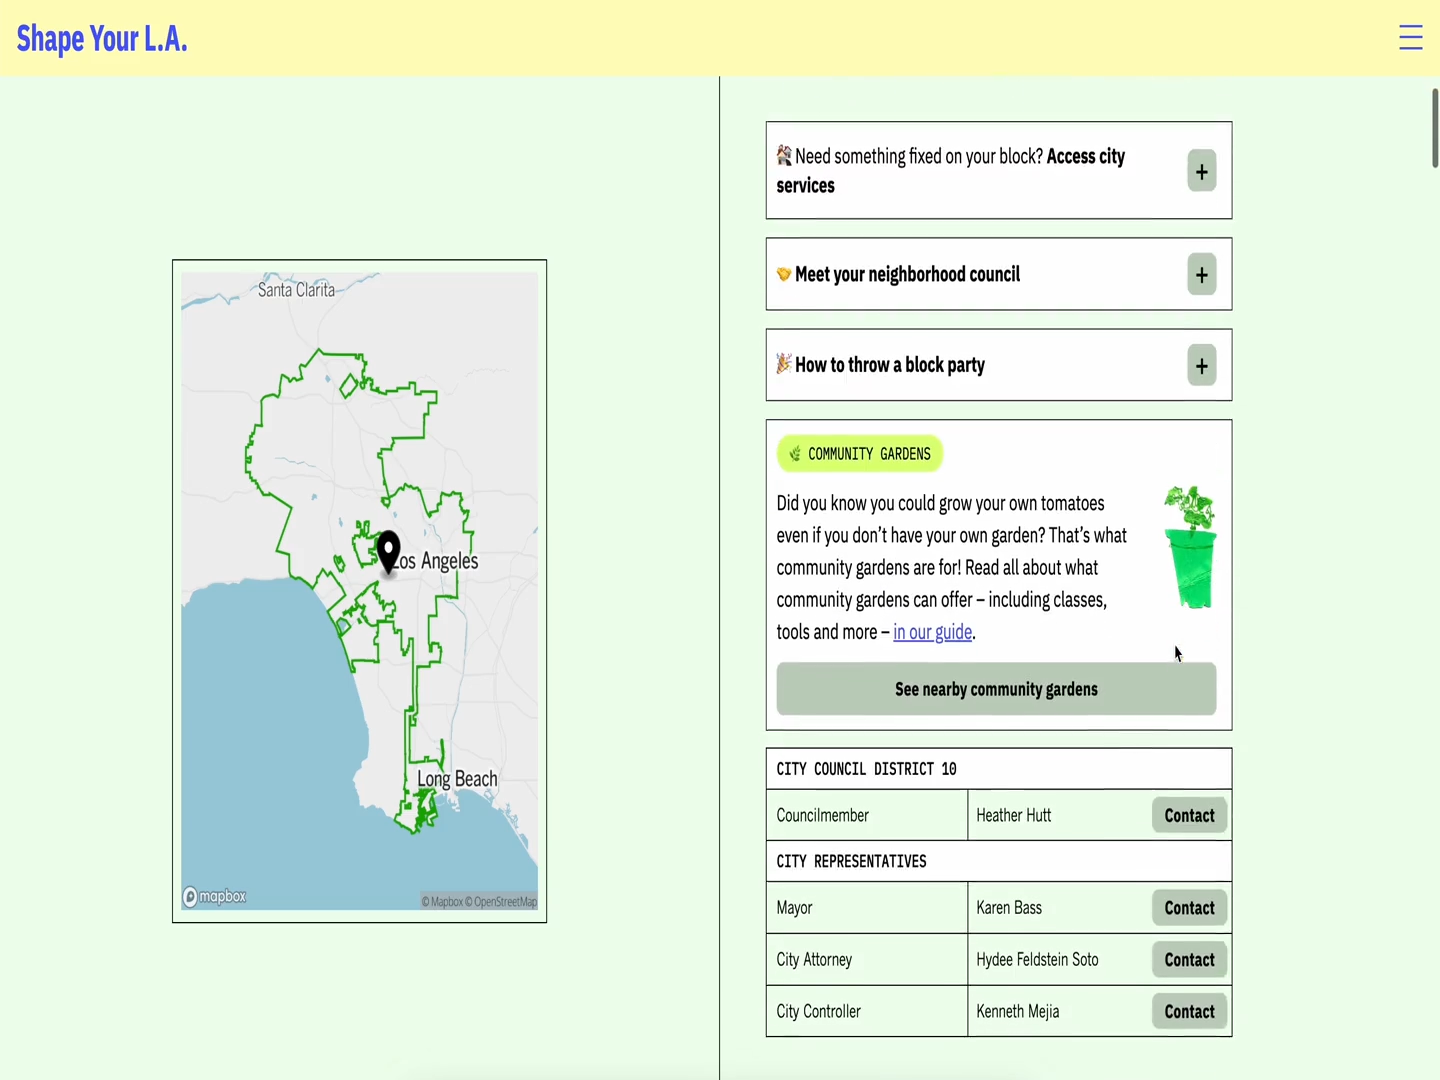 Shape Your L.A.
Santa Clarita
Los Angeles
Long Beach
mapbox
© Mapbox © OpenStreetMap
Need something fixed on your block? Access city
services
+
Meet your neighborhood council
+
How to throw a block party
+
COMMUNITY GARDENS
Did you know you could grow your own tomatoes
even if you don’t have your own garden? That’s what
community gardens are for! Read all about what
community gardens can offer – including classes,
tools and more – in our guide.
See nearby community gardens
CITY COUNCIL DISTRICT 10
Councilmember Heather Hutt Contact
CITY REPRESENTATIVES
Mayor Karen Bass Contact
City Attorney Hydee Feldstein Soto Contact
City Controller Kenneth Mejia Contact